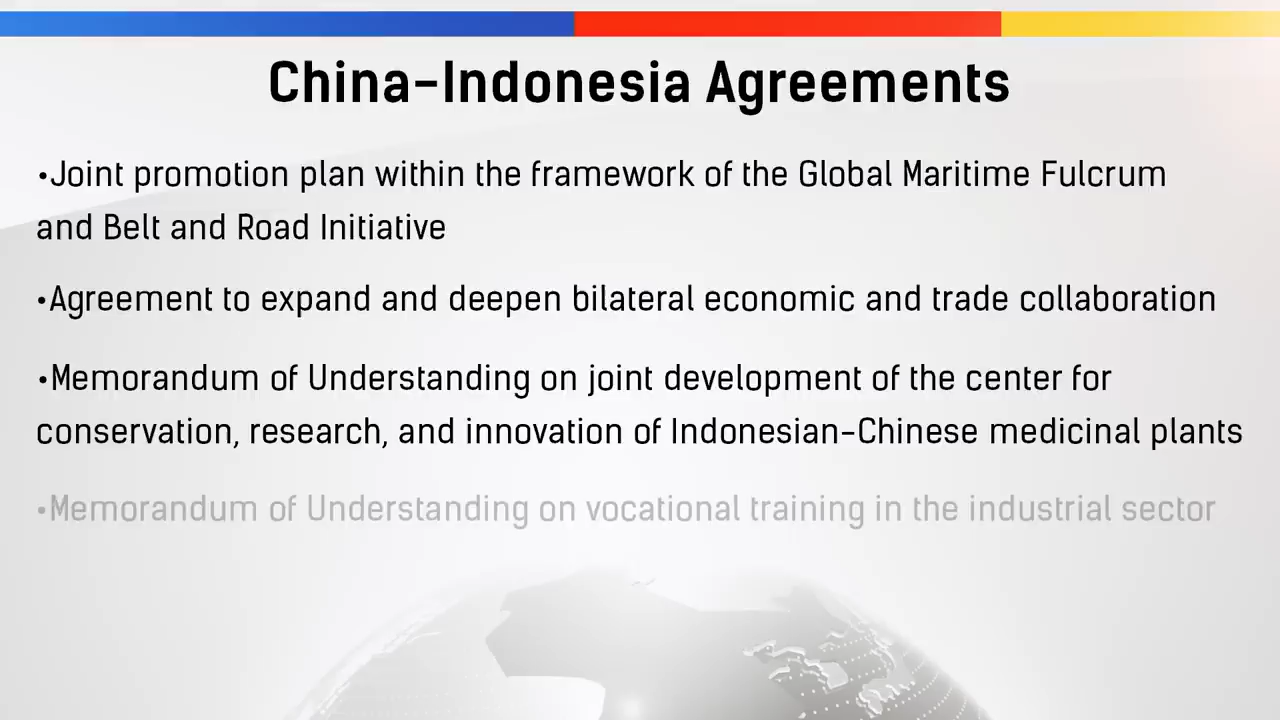 China-Indonesia Agreements
•Joint promotion plan within the framework of the Global Maritime Fulcrum
and Belt and Road Initiative
•Agreement to expand and deepen bilateral economic and trade collaboration
•Memorandum of Understanding on joint development of the center for
conservation, research, and innovation of Indonesian-Chinese medicinal plants
•Memorandum of Understanding on vocational training in the industrial sector